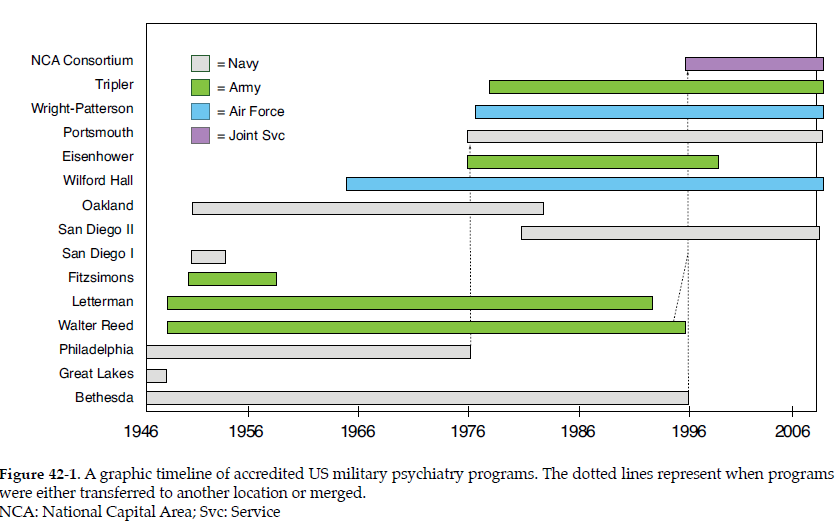 NCA Consortium
Tripler
Wright-Patterson
Portsmouth
Eisenhower
Wilford Hall
Oakland
San Diego II
San Diego I
Fitzsimons
Letterman
Walter Reed
Philadelphia
Great Lakes
Bethesda
= Navy
= Army
= Air Force
= Joint Svc
1946 1956 1966 1976 1986 1996 2006
Figure 42-1. A graphic timeline of accredited US military psychiatry programs. The dotted lines represent when programs
were either transferred to another location or merged.
NCA: National Capital Area; Svc: Service